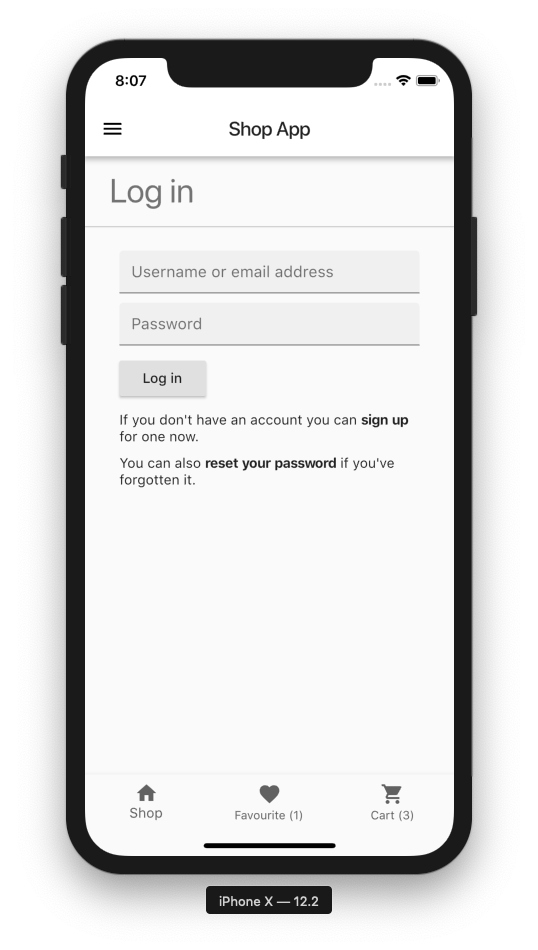 8:07
Shop App
Log in
Username or email address
Password
Log in
If you don't have an account you can sign up
for one now.
You can also reset your password if you've
forgotten it.
Shop
Favourite (1)
Cart (3)
iPhone X — 12.2